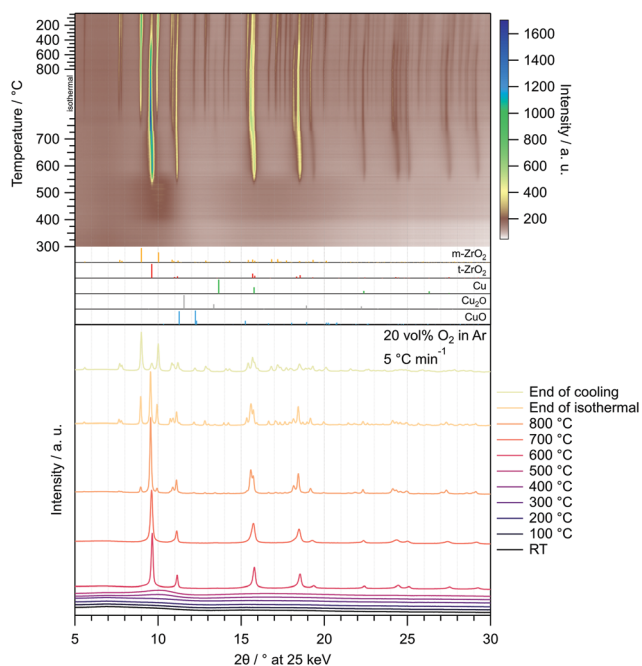 200
400
600
800
isothermal
700
600
500
400
300
Temperature / °C
1600
1400
1200
1000
800
600
400
200
Intensity / a. u.
m-ZrO₂
t-ZrO₂
Cu
Cu₂O
CuO
20 vol% O₂ in Ar
5 °C min⁻¹
End of cooling
End of isothermal
800 °C
700 °C
600 °C
500 °C
400 °C
300 °C
200 °C
100 °C
RT
Intensity / a. u.
5 10 15 20 25 30
2θ / ° at 25 keV